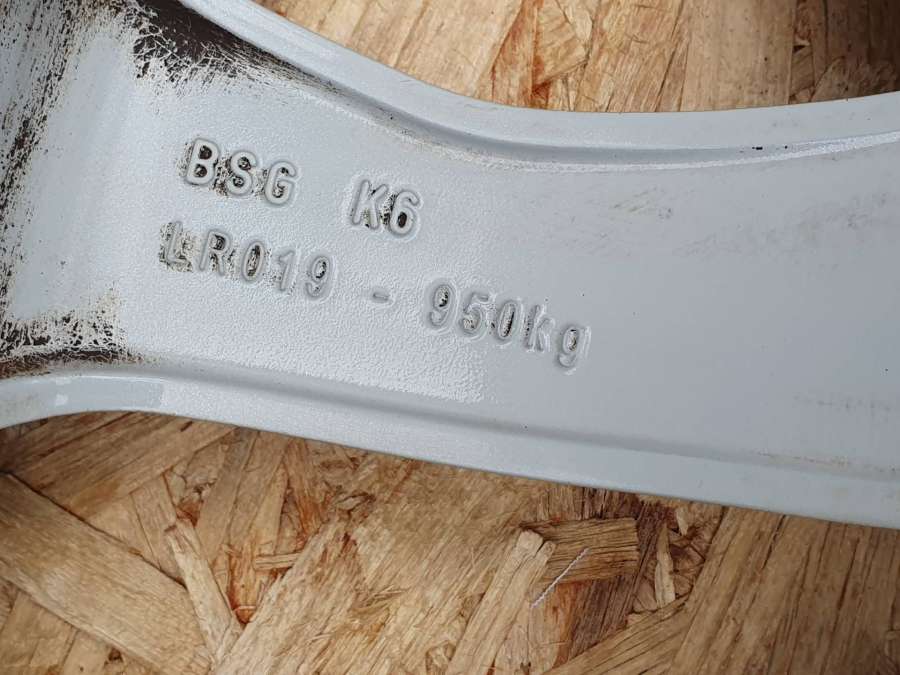 BSG K6
LR019 - 950kg